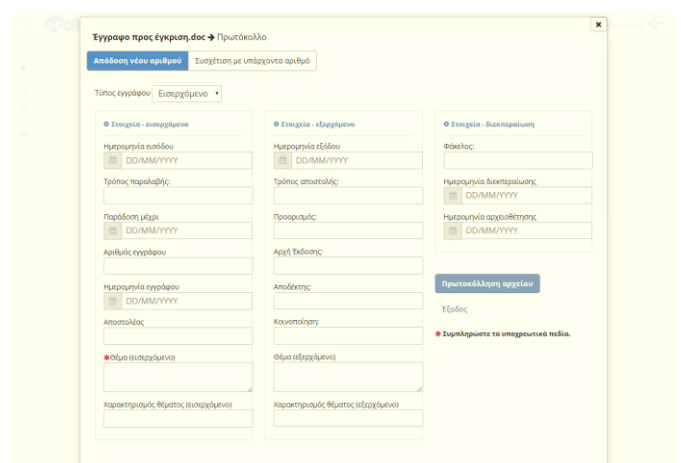 Έγγραφο προς έγκριση.doc ➔ Πρωτόκολλο
Απόδοση νέου αριθμού
Συσχέτιση με υπάρχοντα αριθμό
Τύπος εγγράφου Εισερχόμενο
Στοιχεία - εισερχόμενο
Ημερομηνία εισόδου
DD/MM/YYYY
Τρόπος παραλαβής:
Παράδοση μέχρι
DD/MM/YYYY
Αριθμός εγγράφου
Ημερομηνία εγγράφου
DD/MM/YYYY
Αποστολέας
*Θέμα (εισερχόμενο)
Χαρακτηρισμός θέματος (εισερχόμενο)
Στοιχεία - εξερχόμενο
Ημερομηνία εξόδου
DD/MM/YYYY
Τρόπος αποστολής:
Προορισμός:
Αρχή Έκδοσης:
Αποδέκτης:
Κοινοποίηση:
Θέμα (εξερχόμενο)
Χαρακτηρισμός θέματος (εξερχόμενο)
Στοιχεία - διεκπεραίωση
Φάκελος:
Ημερομηνία διεκπεραίωσης
DD/MM/YYYY
Ημερομηνία αρχειοθέτησης
DD/MM/YYYY
Πρωτοκόλληση αρχείου
Έξοδος
* Συμπληρώστε τα υποχρεωτικά πεδία.